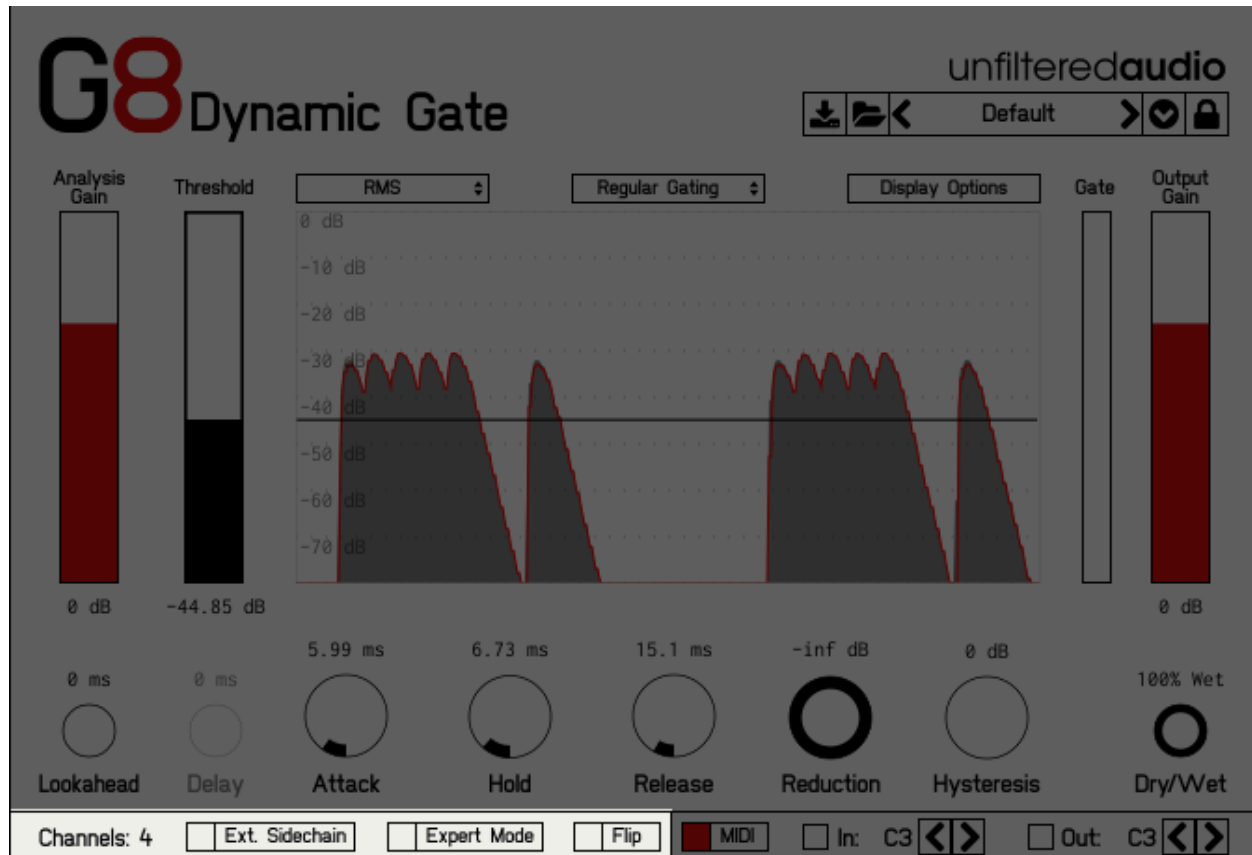 G8 Dynamic Gate
unfilteredaudio
Default
Analysis Gain
Threshold
RMS
Regular Gating
Display Options
Gate
Output Gain
0 dB
-10 dB
-20 dB
-30 dB
-40 dB
-50 dB
-60 dB
-70 dB
0 dB
-44.85 dB
0 dB
5.99 ms
6.73 ms
15.1 ms
-inf dB
0 dB
0 ms
0 ms
100% Wet
Lookahead
Delay
Attack
Hold
Release
Reduction
Hysteresis
Dry/Wet
Channels: 4
Ext. Sidechain
Expert Mode
Flip
MIDI
In: C3
Out: C3